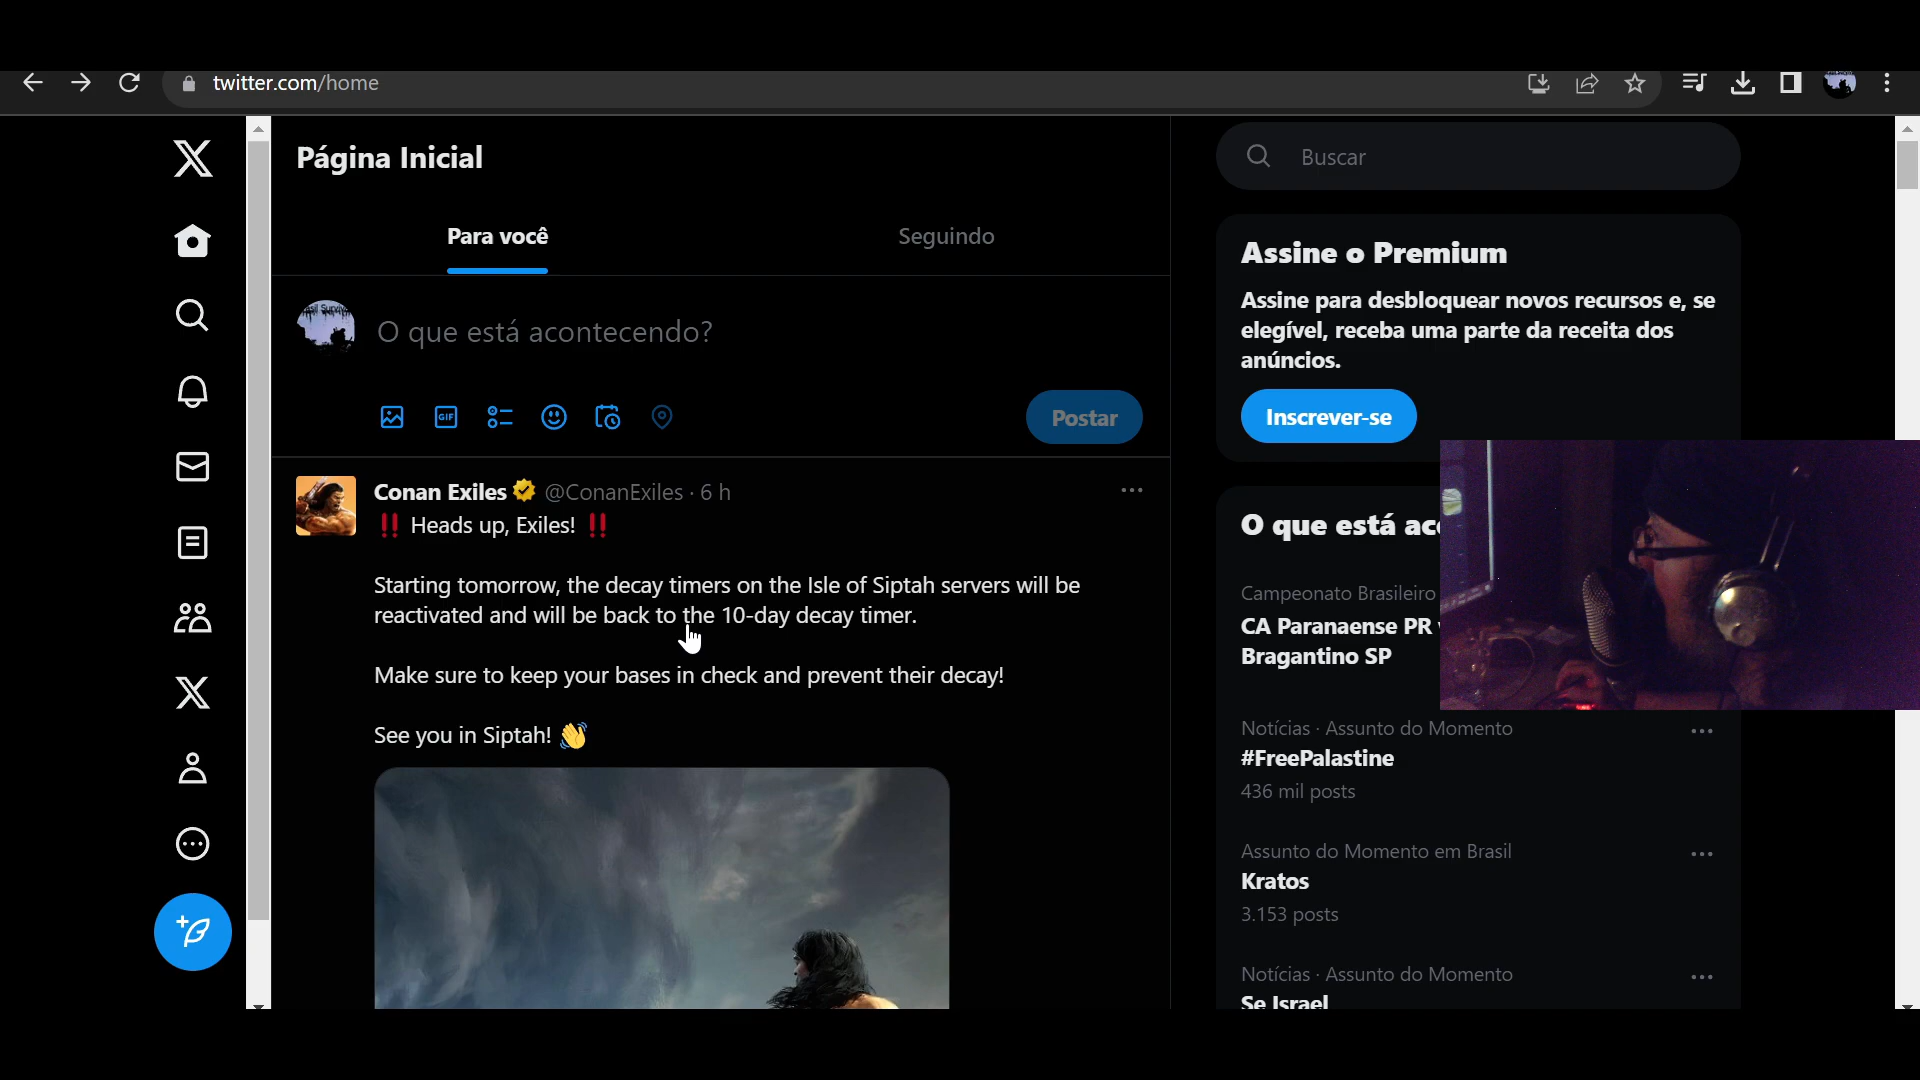 twitter.com/home
Página Inicial
Para você
Seguindo
O que está acontecendo?
GIF
Postar
Conan Exiles @ConanExiles · 6 h
‼️ Heads up, Exiles! ‼️
Starting tomorrow, the decay timers on the Isle of Siptah servers will be
reactivated and will be back to the 10-day decay timer.
Make sure to keep your bases in check and prevent their decay!
See you in Siptah! 👋
Buscar
Assine o Premium
Assine para desbloquear novos recursos e, se
elegível, receba uma parte da receita dos
anúncios.
Inscrever-se
O que está
Campeonato Brasileiro
CA Paranaense PR
Bragantino SP
Notícias · Assunto do Momento
#FreePalastine
436 mil posts
Assunto do Momento em Brasil
Kratos
3.153 posts
Notícias · Assunto do Momento
Se Israel